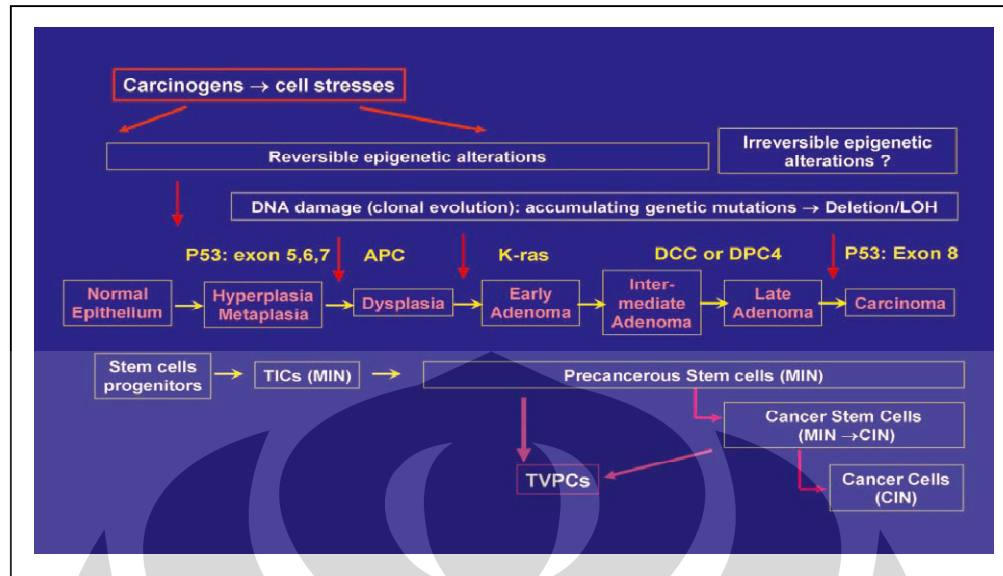 Carcinogens → cell stresses
Reversible epigenetic alterations
Irreversible epigenetic
alterations ?
DNA damage (clonal evolution): accumulating genetic mutations → Deletion/LOH
P53: exon 5,6,7
APC
K-ras
DCC or DPC4
P53: Exon 8
Normal
Epithelium
Hyperplasia
Metaplasia
Dysplasia
Early
Adenoma
Inter-
mediate
Adenoma
Late
Adenoma
Carcinoma
Stem cells
progenitors
TICs (MIN)
Precancerous Stem cells (MIN)
Cancer Stem Cells
(MIN →CIN)
TVPCs
Cancer Cells
(CIN)